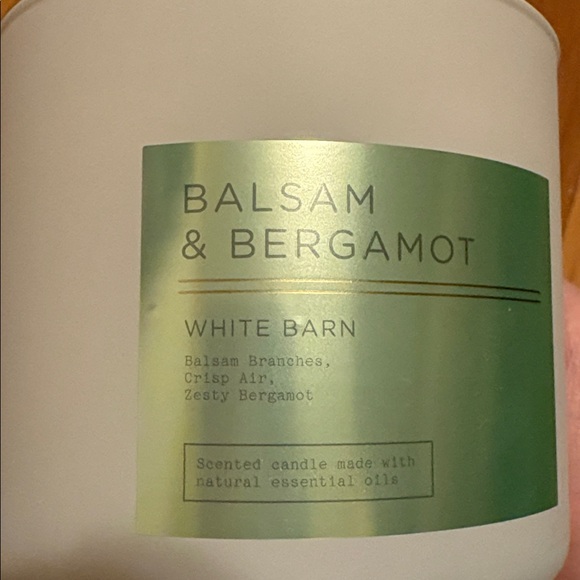 BALSAM
& BERGAMOT
WHITE BARN
Balsam Branches,
Crisp Air,
Zesty Bergamot
Scented candle made with
natural essential oils